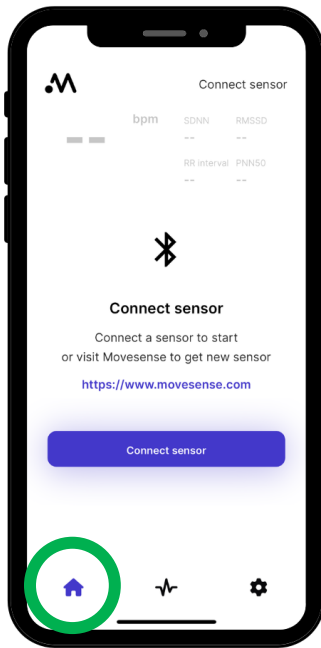 Connect sensor
bpm
SDNN
RMSSD
-- --
--
--
RR interval
PNN50
--
--
Connect sensor
Connect a sensor to start
or visit Movesense to get new sensor
https://www.movesense.com
Connect sensor